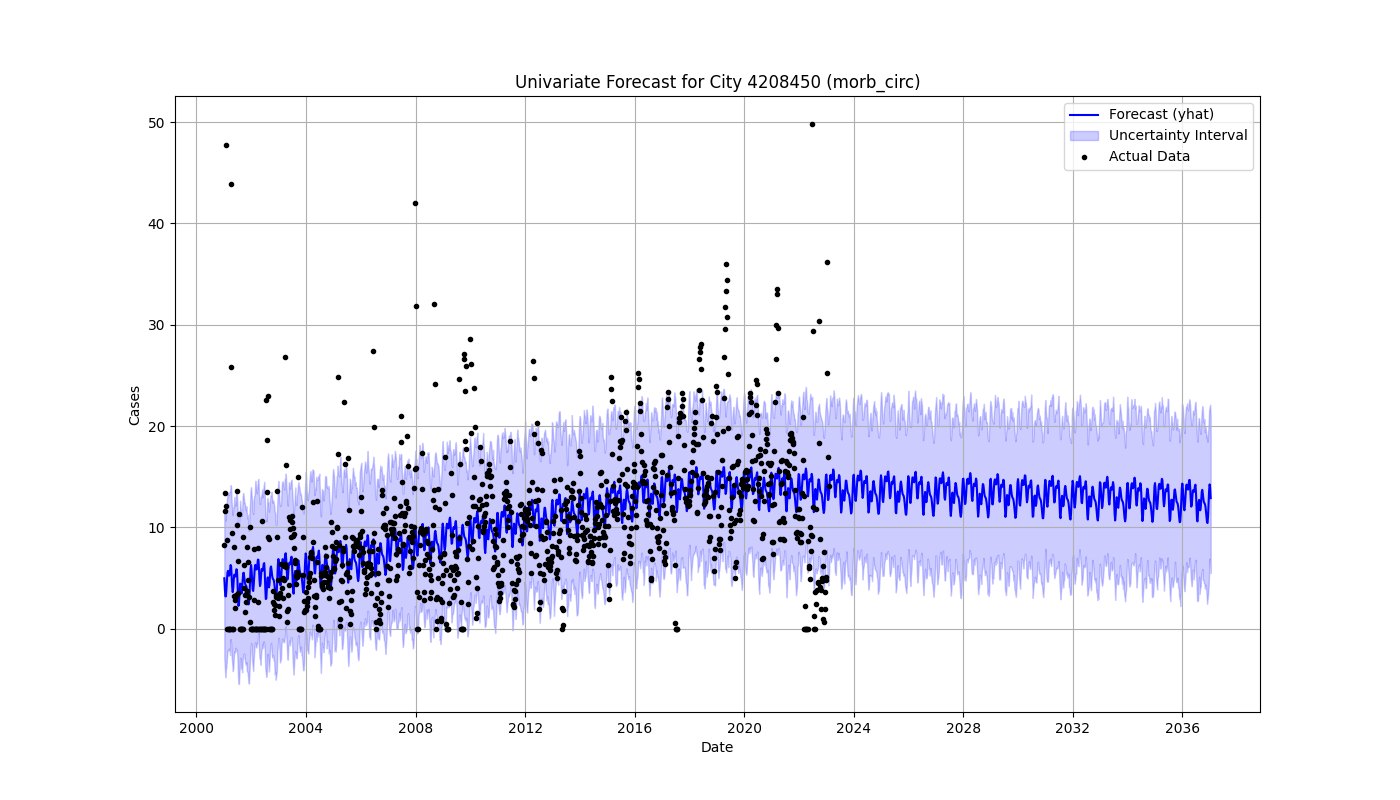 Univariate Forecast for City 4208450 (morb_circ)
Forecast (yhat)
Uncertainty Interval
Actual Data
Cases
50
40
30
20
10
0
2000 2004 2008 2012 2016 2020 2024 2028 2032 2036
Date